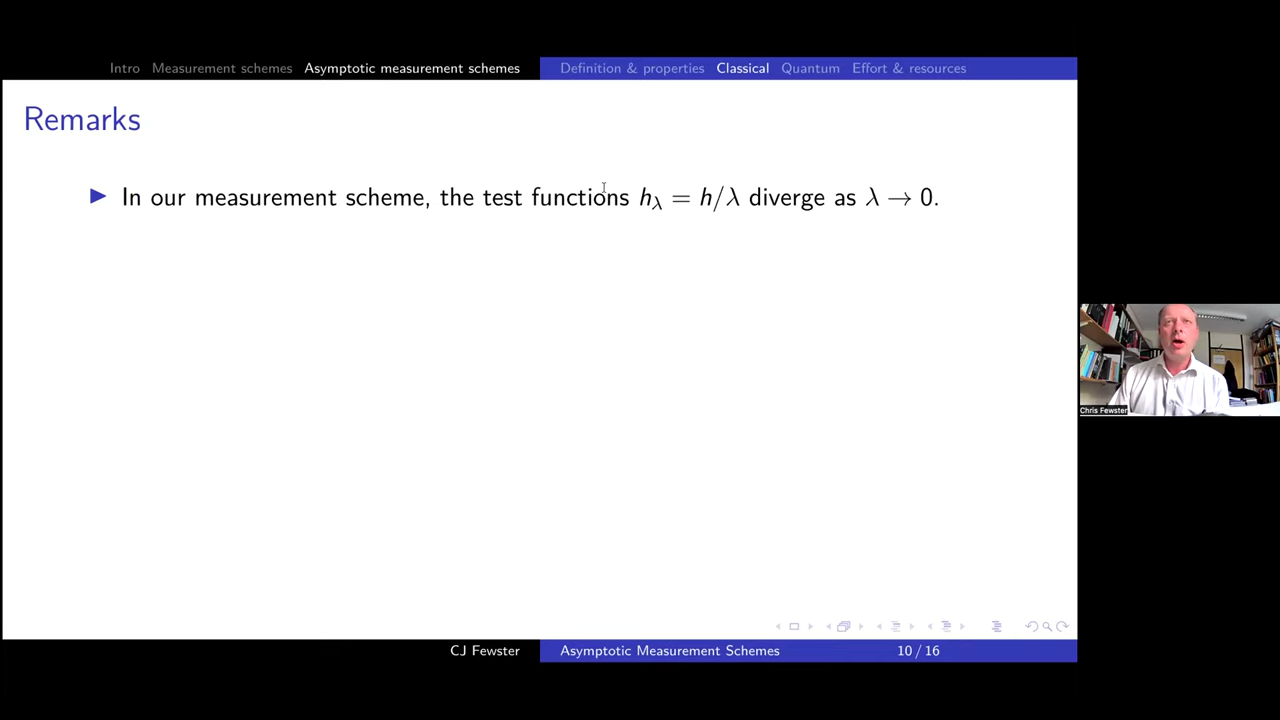 Intro Measurement schemes Asymptotic measurement schemes Definition & properties Classical Quantum Effort & resources
Remarks
In our measurement scheme, the test functions hλ = h/λ diverge as λ → 0.
Chris Fewster
CJ Fewster Asymptotic Measurement Schemes 10 / 16